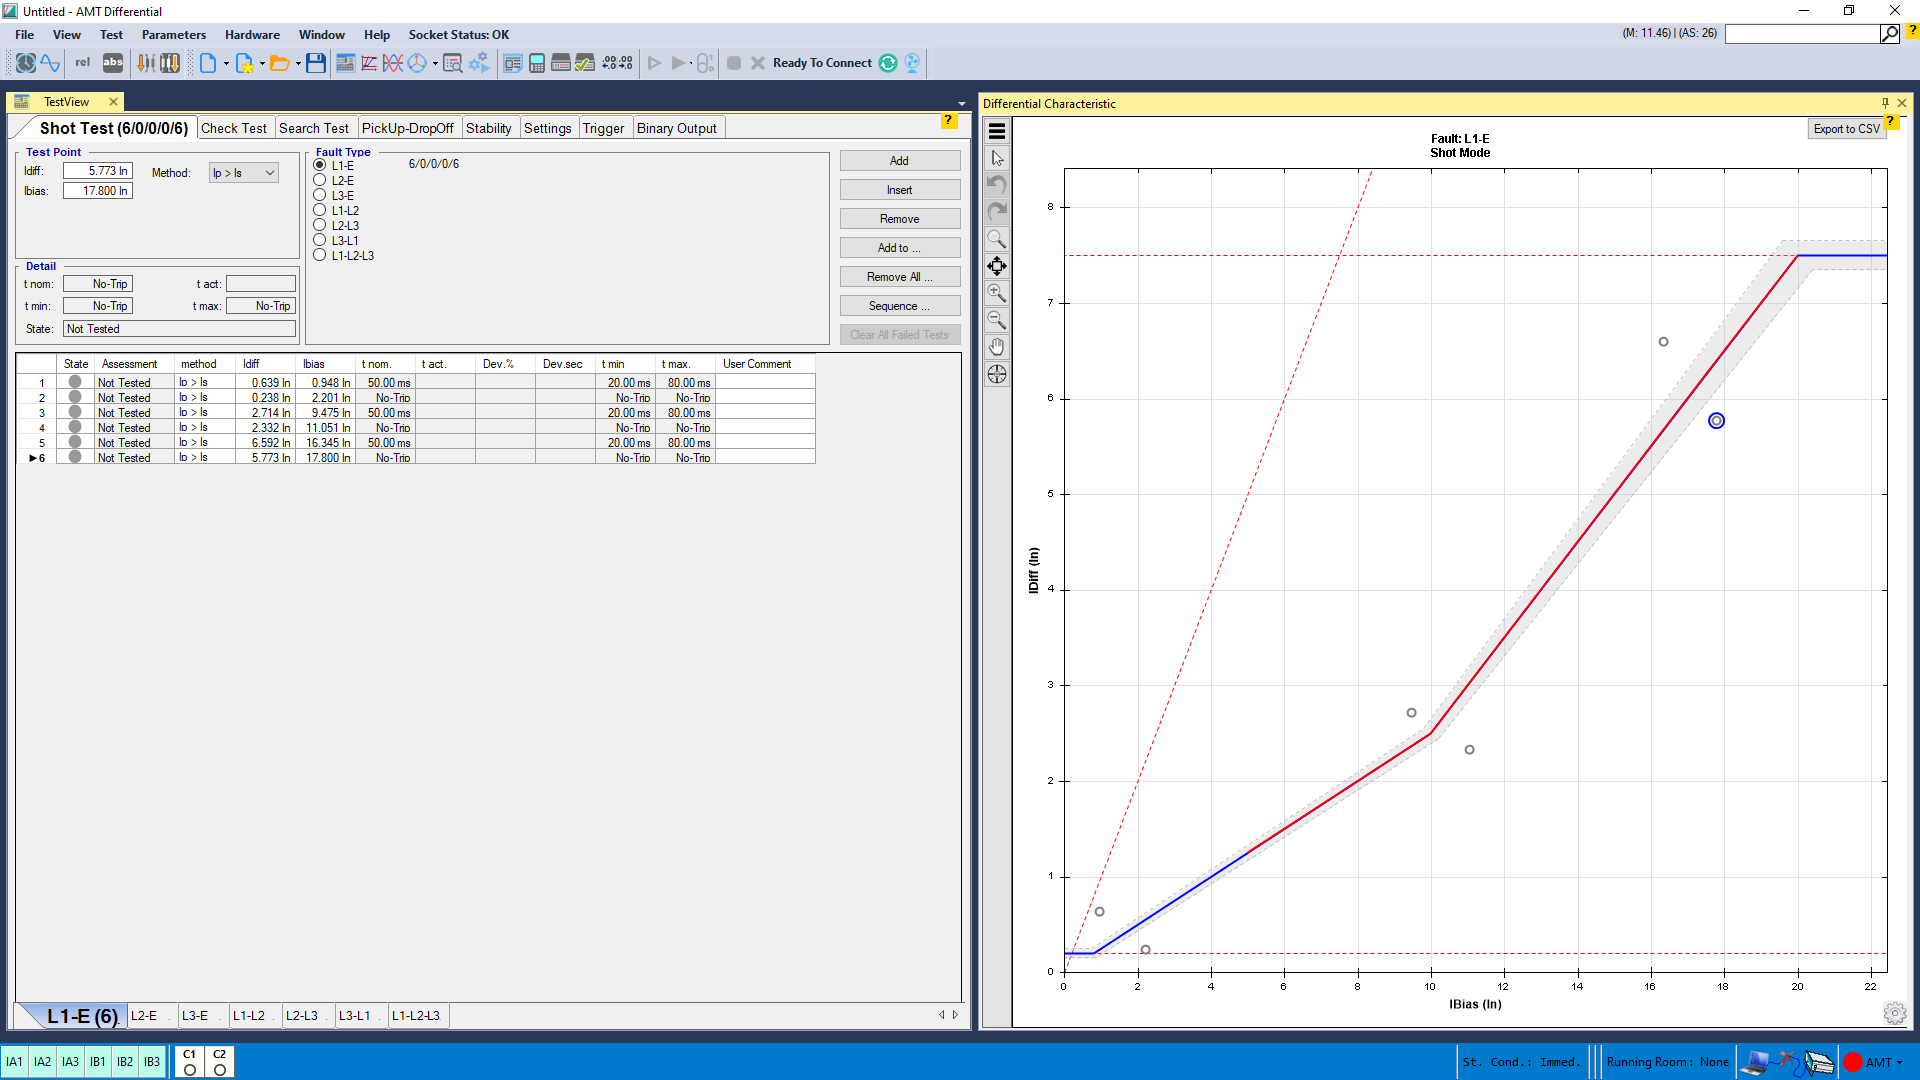 Untitled - AMT Differential
File View Test Parameters Hardware Window Help Socket Status: OK
(M: 11.46) | (AS: 26)
?
rel abs
Ready To Connect
TestView
Shot Test (6/0/0/0/6) Check Test Search Test PickUp-DropOff Stability Settings Trigger Binary Output
?
Test Point
Idiff: 5.773 In Method: Ip > Is
Ibias: 17.800 In
Fault Type
L1-E 6/0/0/0/6
L2-E
L3-E
L1-L2
L2-L3
L3-L1
L1-L2-L3
Add
Insert
Remove
Add to ...
Remove All ...
Sequence ...
Clear All Failed Tests
Detail
t nom: No-Trip t act:
t min: No-Trip t max: No-Trip
State: Not Tested
State Assessment method Idiff Ibias t nom. t act. Dev.% Dev.sec t min t max. User Comment
1 Not Tested Ip > Is 0.639 In 0.948 In 50.00 ms 20.00 ms 80.00 ms
2 Not Tested Ip > Is 0.238 In 2.201 In No-Trip No-Trip No-Trip
3 Not Tested Ip > Is 2.714 In 9.475 In 50.00 ms 20.00 ms 80.00 ms
4 Not Tested Ip > Is 2.332 In 11.051 In No-Trip No-Trip No-Trip
5 Not Tested Ip > Is 6.592 In 16.345 In 50.00 ms 20.00 ms 80.00 ms
6 Not Tested Ip > Is 5.773 In 17.800 In No-Trip No-Trip No-Trip
L1-E (6) L2-E L3-E L1-L2 L2-L3 L3-L1 L1-L2-L3
Differential Characteristic
Export to CSV ?
Fault: L1-E
Shot Mode
8
7
6
5
4
3
2
1
0
IDiff (In)
0 2 4 6 8 10 12 14 16 18 20 22
IBias (In)
IA1 IA2 IA3 IB1 IB2 IB3 C1 C2
St. Cond.: Immed. Running Room: None AMT